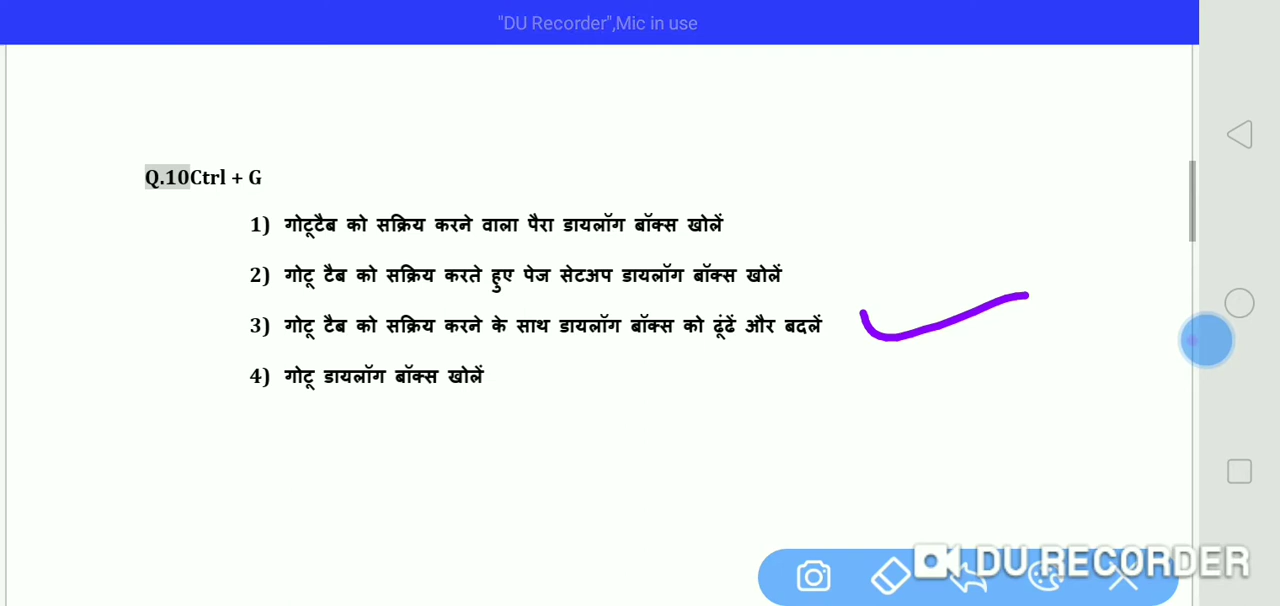 "DU Recorder",Mic in use
Q.10Ctrl + G
1) गोटूटैब को सक्रिय करने वाला पैरा डायलॉग बॉक्स खोलें
2) गोटू टैब को सक्रिय करते हुए पेज सेटअप डायलॉग बॉक्स खोलें
3) गोटू टैब को सक्रिय करने के साथ डायलॉग बॉक्स को ढूंढें और बदलें
4) गोटू डायलॉग बॉक्स खोलें
DU RECORDER